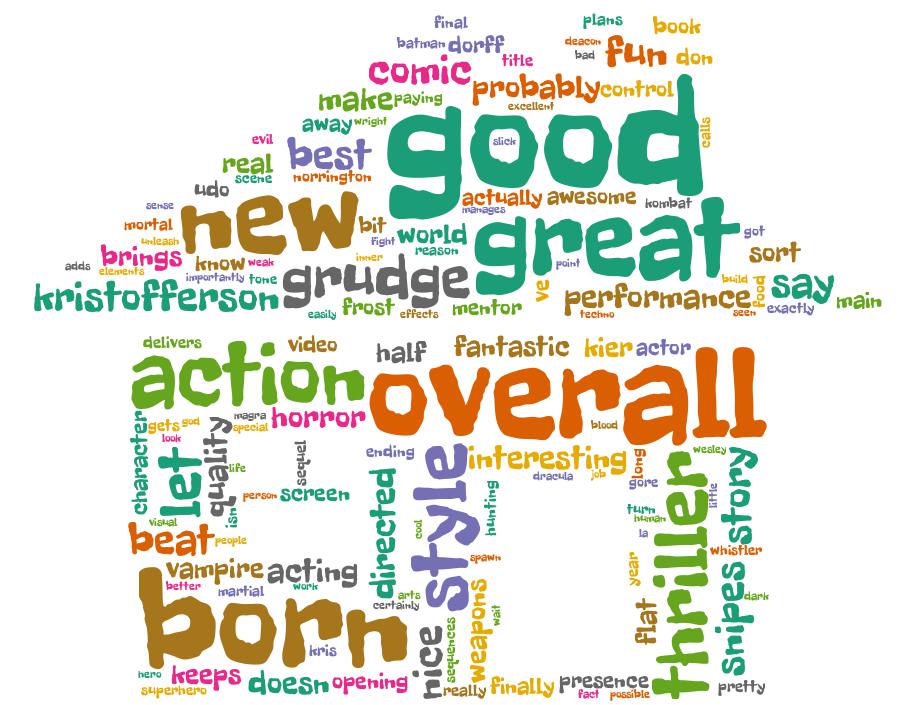 final
plans
book
batman dorff
deacon
bad
fun don
comic
title
probably control
make paying
excellent
away wright
good
calls
slick
evil
best
real
scene
norrington
udo
sense
new
actually awesome
manages
kombat
mortal
bit
unleash
fight
world
reason
great
got
brings
know weak
inner
point
sort
adds
elements
importantly tone
grudge
ve
build
food
say
kristofferson
easily
frost
effects
mentor
performance
techno
seen
exactly
main
delivers
video
half
fantastic kier actor
action
overall
character
gets god
magra
special
horror
blood
look
let
quality
life
isn
sequel
person screen
visual
beat people
ending
style
interesting
dracula
job
long
gore
wesley
thriller
little
story
directed
cool
hunting
turn
human
la
whistler
vampire acting
better
martial
work
arts
certainly
spawn
weapons
wait
year
flat
snipes
dark
born
kris
nice
sequences
hero
superhero
keeps doesn opening
really finally presence
fact
possible
pretty